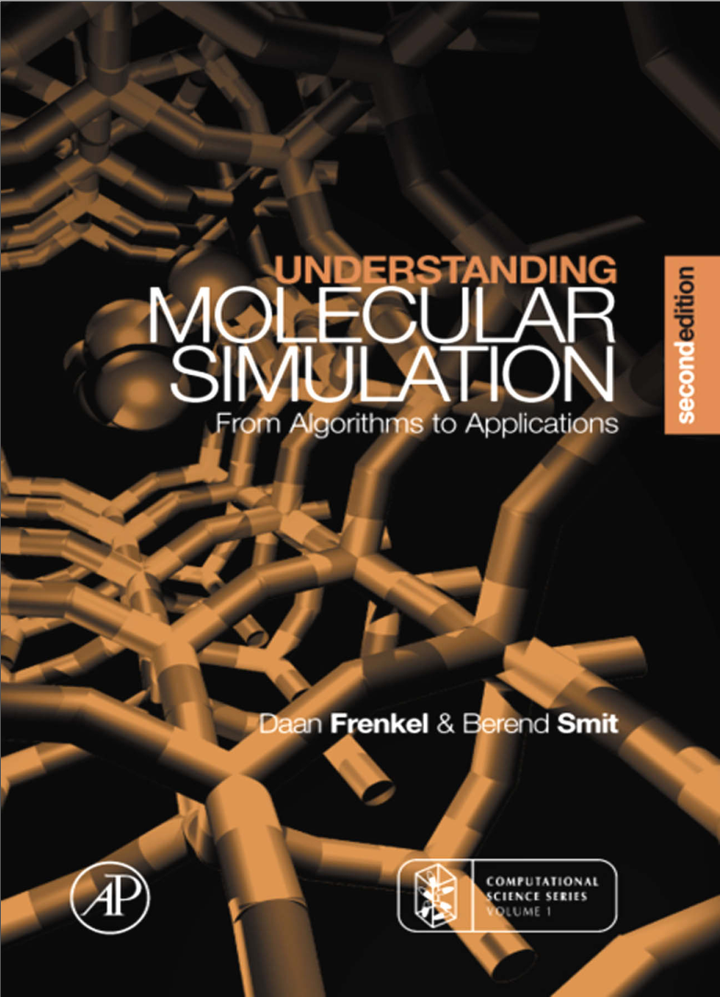 UNDERSTANDING
MOLECULAR
SIMULATION
From Algorithms to Applications
secondedition
Daan Frenkel & Berend Smit
AP
COMPUTATIONAL
SCIENCE SERIES
VOLUME 1